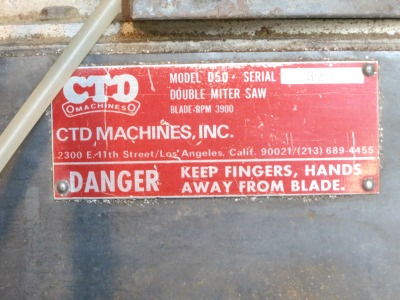 CTD
MACHINES
MODEL D50 • SERIAL
DOUBLE MITER SAW
BLADE-RPM 3900
CTD MACHINES, INC.
2300 E. 11th Street/Los Angeles, Calif. 90021/(213) 689-4455
DANGER KEEP FINGERS, HANDS
AWAY FROM BLADE.